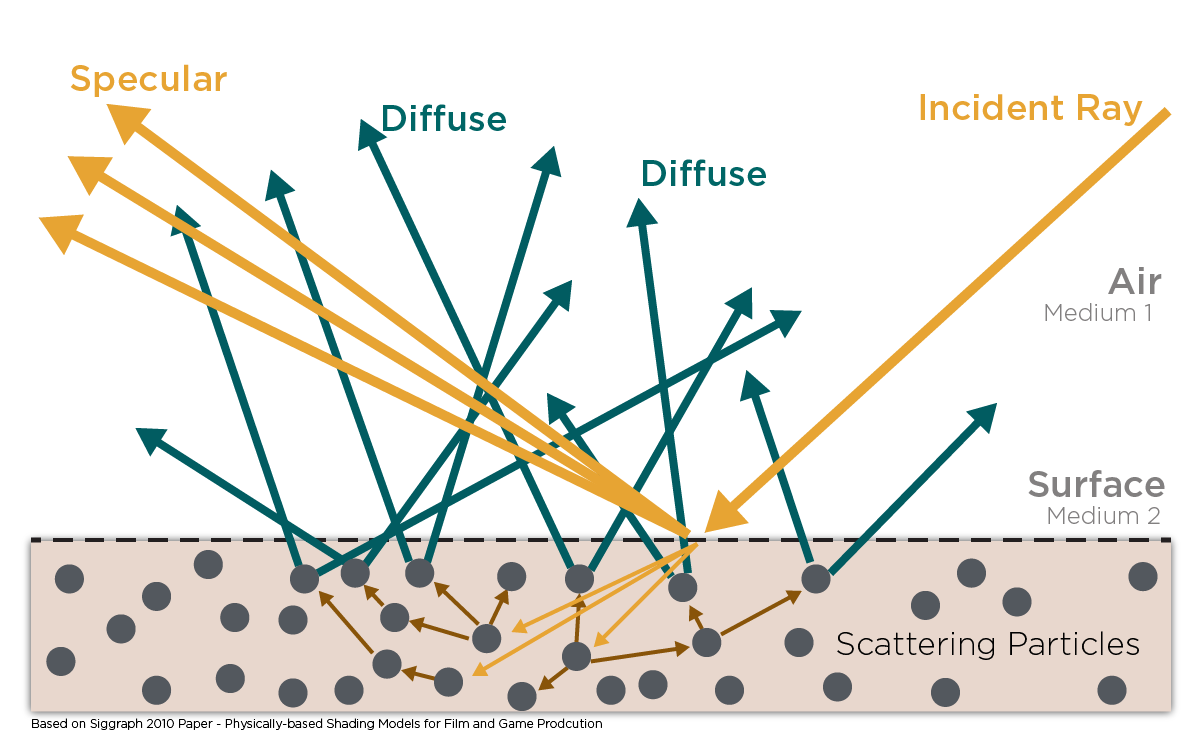 Specular
Diffuse
Incident Ray
Diffuse
Air
Medium 1
Surface
Medium 2
Scattering Particles
Based on Siggraph 2010 Paper - Physically-based Shading Models for Film and Game Prodcution